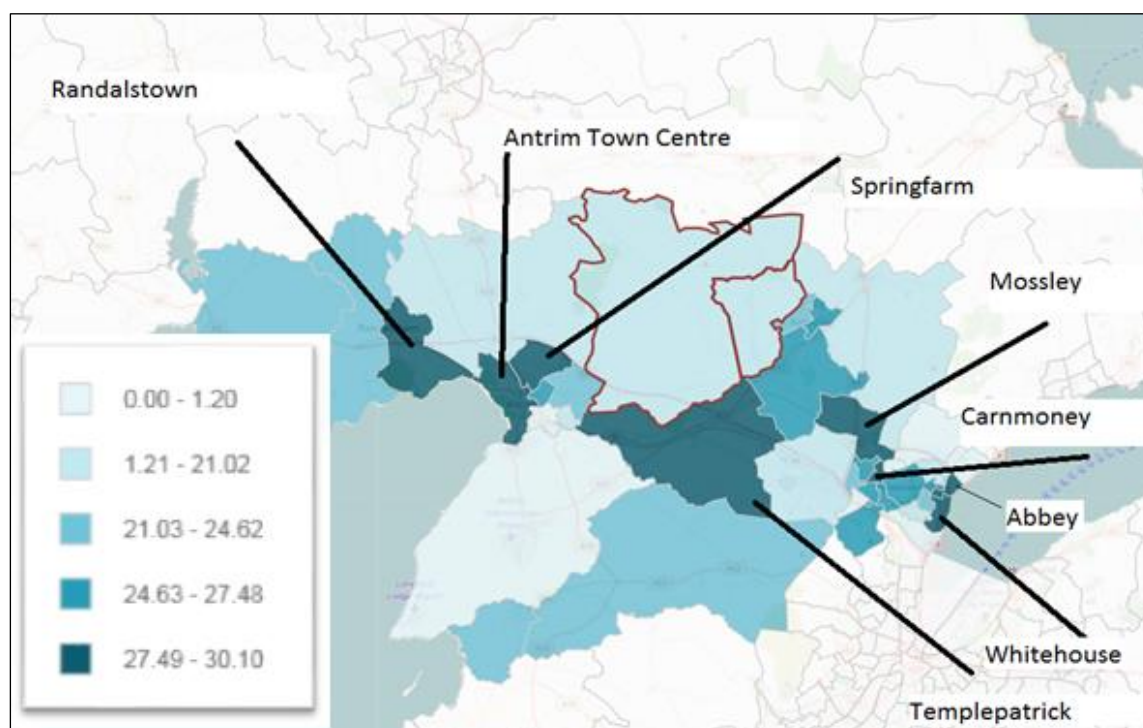 Randalstown
Antrim Town Centre
Springfarm
Mossley
Carnmoney
Abbey
Whitehouse
Templepatrick
0.00 - 1.20
1.21 - 21.02
21.03 - 24.62
24.63 - 27.48
27.49 - 30.10